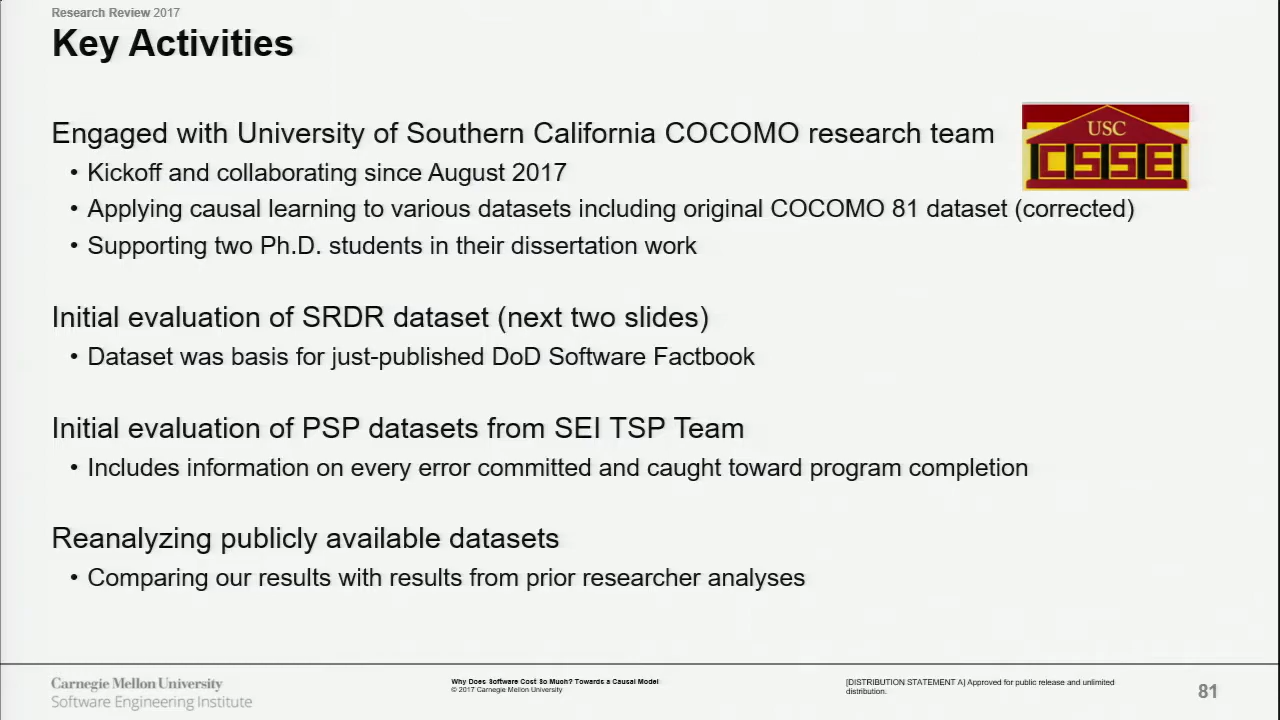 Research Review 2017
Key Activities
Engaged with University of Southern California COCOMO research team
USC
CSSE
• Kickoff and collaborating since August 2017
• Applying causal learning to various datasets including original COCOMO 81 dataset (corrected)
• Supporting two Ph.D. students in their dissertation work
Initial evaluation of SRDR dataset (next two slides)
• Dataset was basis for just-published DoD Software Factbook
Initial evaluation of PSP datasets from SEI TSP Team
• Includes information on every error committed and caught toward program completion
Reanalyzing publicly available datasets
• Comparing our results with results from prior researcher analyses
Carnegie Mellon University
Software Engineering Institute
Why Does Software Cost So Much? Towards a Causal Model
© 2017 Carnegie Mellon University
[DISTRIBUTION STATEMENT A] Approved for public release and unlimited
distribution.
81